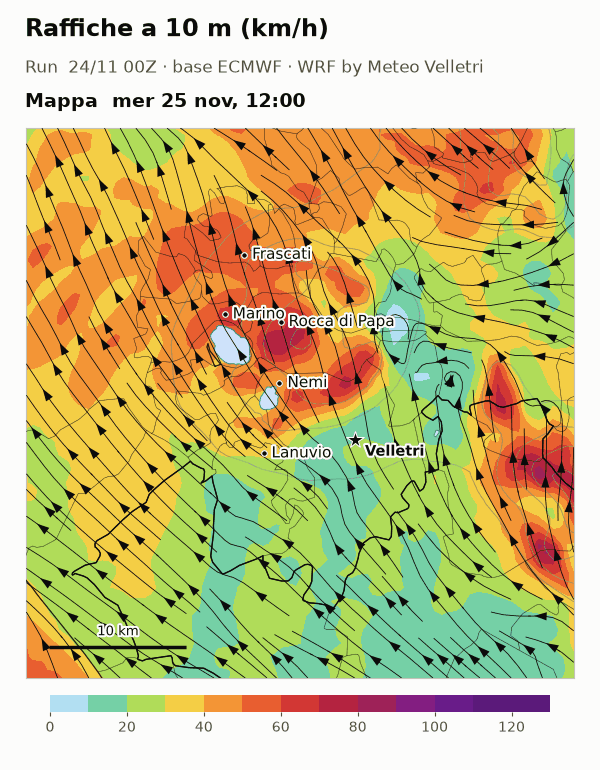 Raffiche a 10 m (km/h)
Run  24/11 00Z · base ECMWF · WRF by Meteo Velletri
Mappa  mer 25 nov, 12:00
Frascati
Marino
Rocca di Papa
Nemi
Velletri
Lanuvio
10 km
0 20 40 60 80 100 120